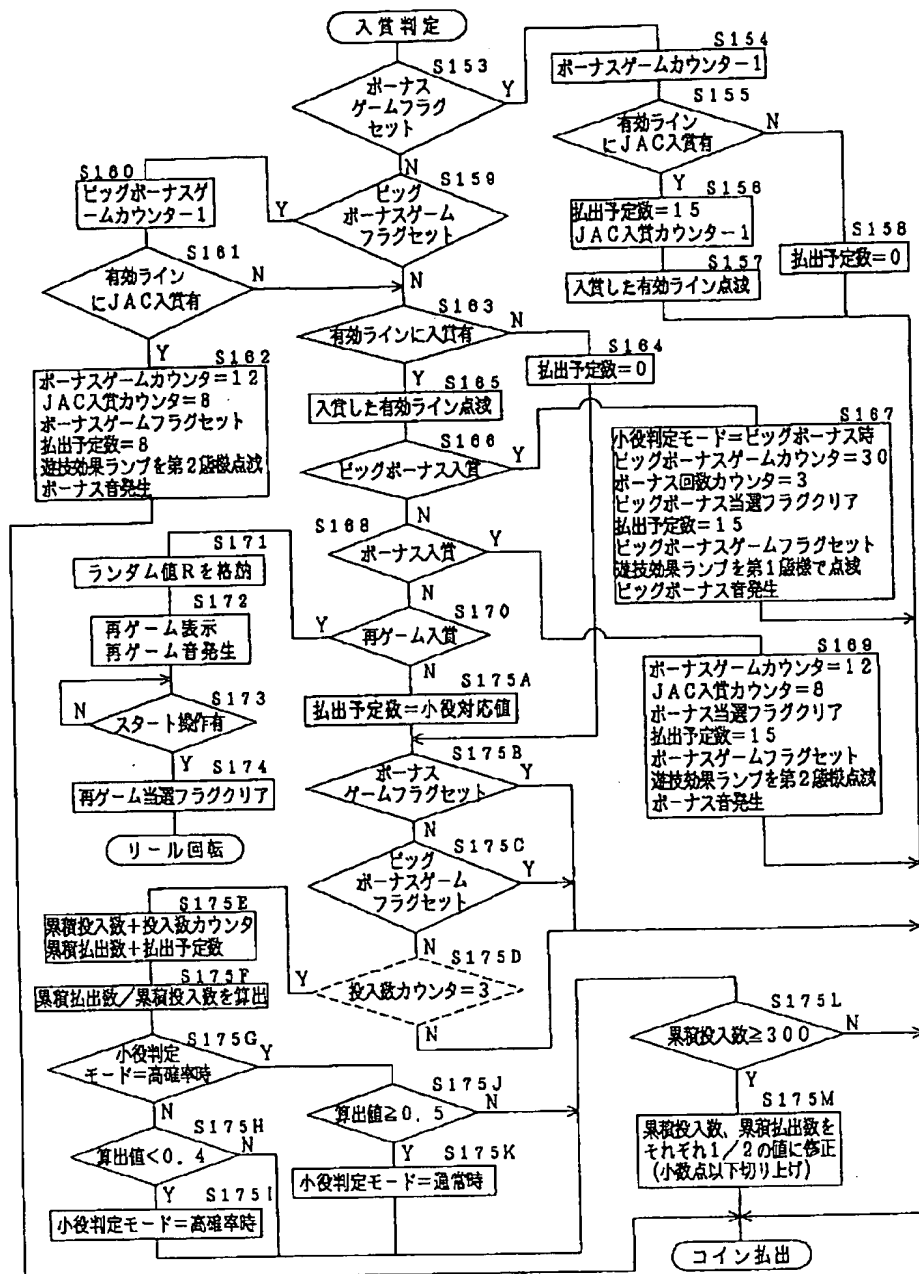 入賞判定
S153
ボーナス
ゲームフラグ
セット
Y
N
S154
ボーナスゲームカウンター1
S155
有効ライン
にJAC入賞有
N
Y
S156
払出予定数=15
JAC入賞カウンター1
S157
入賞した有効ライン点滅
S158
払出予定数=0
S159
ビッグ
ボーナスゲーム
フラグセット
Y
N
S160
ビッグボーナスゲ
ームカウンター1
S161
有効ライン
にJAC入賞有
N
Y
S162
ボーナスゲームカウンタ=12
JAC入賞カウンタ=8
ボーナスゲームフラグセット
払出予定数=8
遊技効果ランプを第2態様点滅
ボーナス音発生
S163
有効ラインに入賞有
N
Y
S164
払出予定数=0
S165
入賞した有効ライン点滅
S166
ビッグボーナス入賞
Y
N
S167
小役判定モード=ビッグボーナス時
ビッグボーナスゲームカウンタ=30
ボーナス回数カウンタ=3
ビッグボーナス当選フラグクリア
払出予定数=15
ビッグボーナスゲームフラグセット
遊技効果ランプを第1態様で点滅
ビッグボーナス音発生
S168
ボーナス入賞
Y
N
S169
ボーナスゲームカウンタ=12
JAC入賞カウンタ=8
ボーナス当選フラグクリア
払出予定数=15
ボーナスゲームフラグセット
遊技効果ランプを第2態様点滅
ボーナス音発生
S170
再ゲーム入賞
Y
N
S171
ランダム値Rを格納
S172
再ゲーム表示
再ゲーム音発生
S173
スタート操作有
N
Y
S174
再ゲーム当選フラグクリア
リール回転
S175A
払出予定数=小役対応値
S175B
ボーナス
ゲームフラグセット
Y
N
S175C
ビッグ
ボーナスゲーム
フラグセット
Y
N
S175D
投入数カウンタ=3
Y
N
S175E
累積投入数+投入数カウンタ
累積払出数+払出予定数
S175F
累積払出数/累積投入数を算出
S175G
小役判定
モード=高確率時
Y
N
S175H
算出値<0.4
N
Y
S175I
小役判定モード=高確率時
S175J
算出値≧0.5
N
Y
S175K
小役判定モード=通常時
S175L
累積投入数≧300
N
Y
S175M
累積投入数、累積払出数を
それぞれ1/2の値に修正
(小数点以下切り上げ)
コイン払出